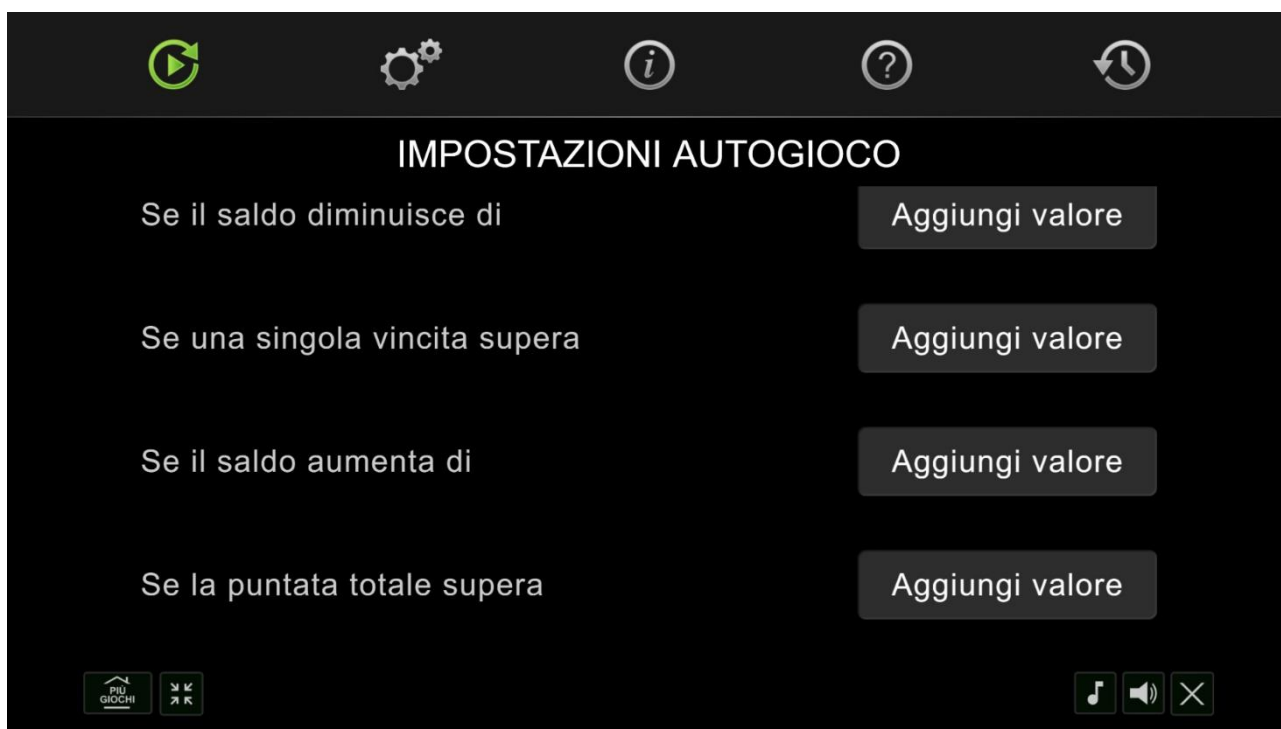 IMPOSTAZIONI AUTOGIOCO
Se il saldo diminuisce di Aggiungi valore
Se una singola vincita supera Aggiungi valore
Se il saldo aumenta di Aggiungi valore
Se la puntata totale supera Aggiungi valore
PIÙ
GIOCHI